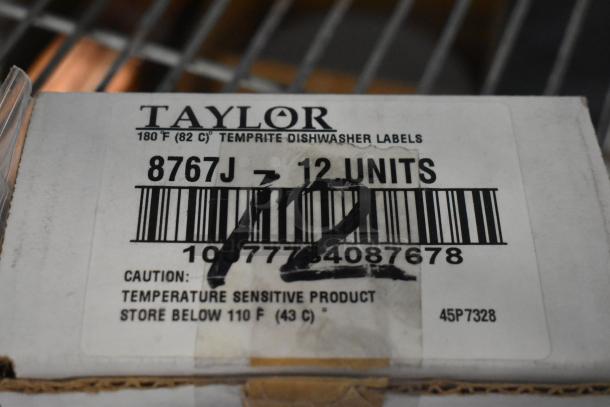 TAYLOR
180°F (82 C)° TEMPRITE DISHWASHER LABELS
8767J 12 UNITS
12
CAUTION:
TEMPERATURE SENSITIVE PRODUCT
STORE BELOW 110 F (43 C) °
45P7328